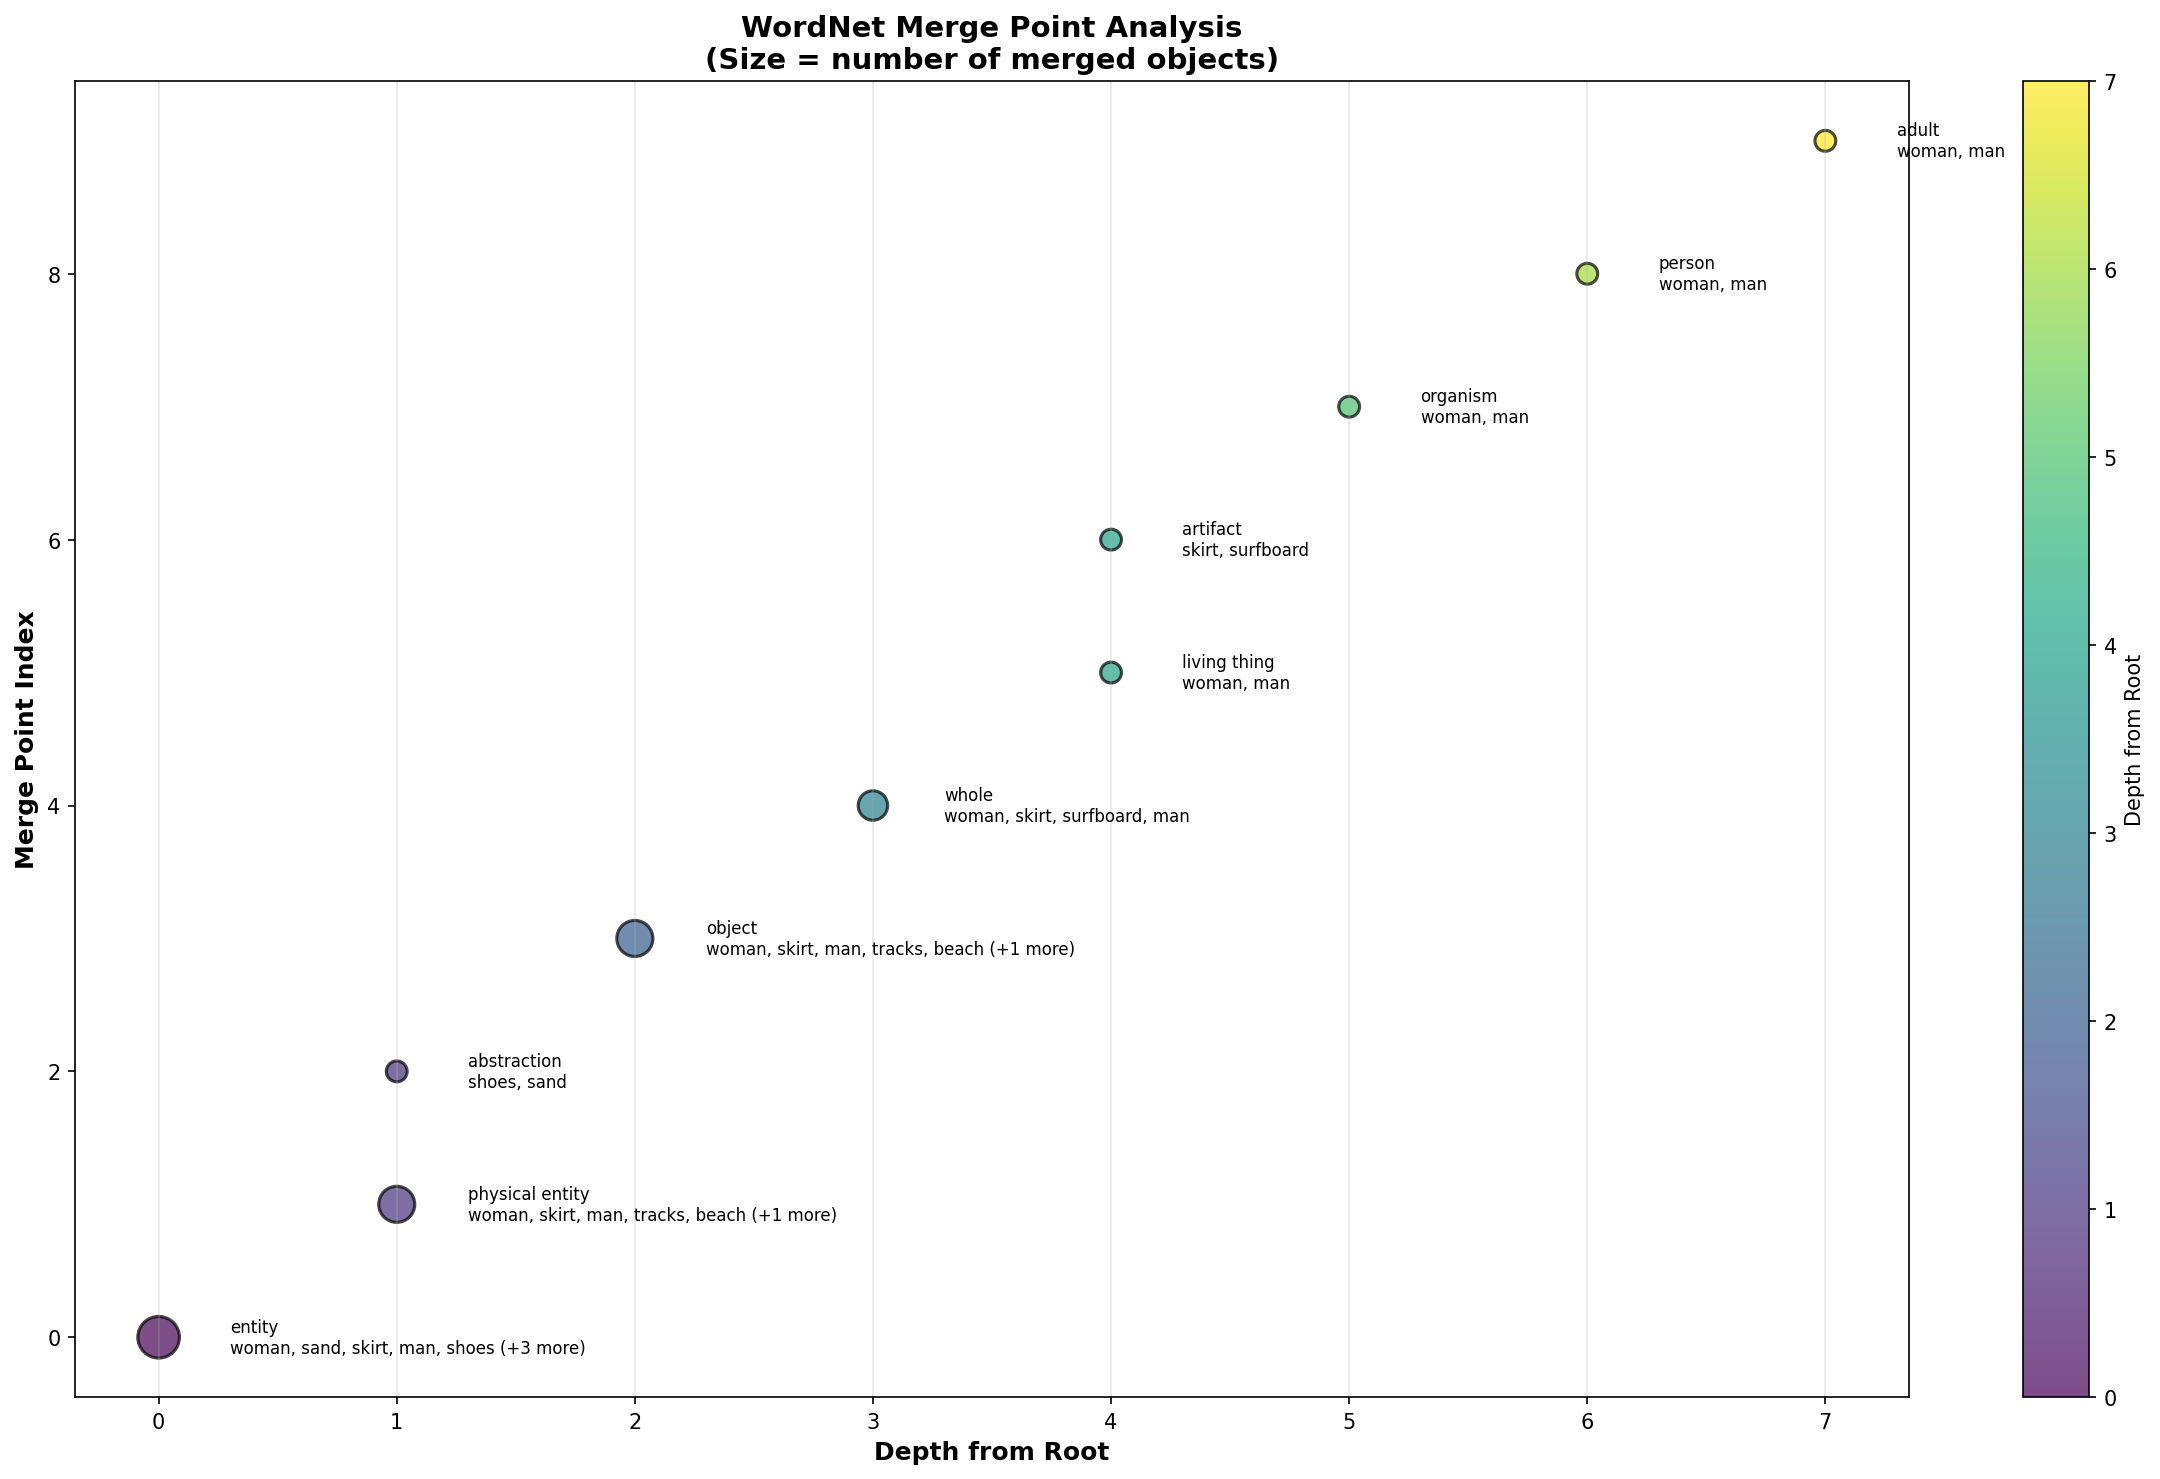 WordNet Merge Point Analysis
(Size = number of merged objects)
Merge Point Index
8
6
4
2
0
adult
woman, man
person
woman, man
organism
woman, man
artifact
skirt, surfboard
living thing
woman, man
whole
woman, skirt, surfboard, man
object
woman, skirt, man, tracks, beach (+1 more)
abstraction
shoes, sand
physical entity
woman, skirt, man, tracks, beach (+1 more)
entity
woman, sand, skirt, man, shoes (+3 more)
0 1 2 3 4 5 6 7
Depth from Root
7
6
5
4
3
2
1
0
Depth from Root